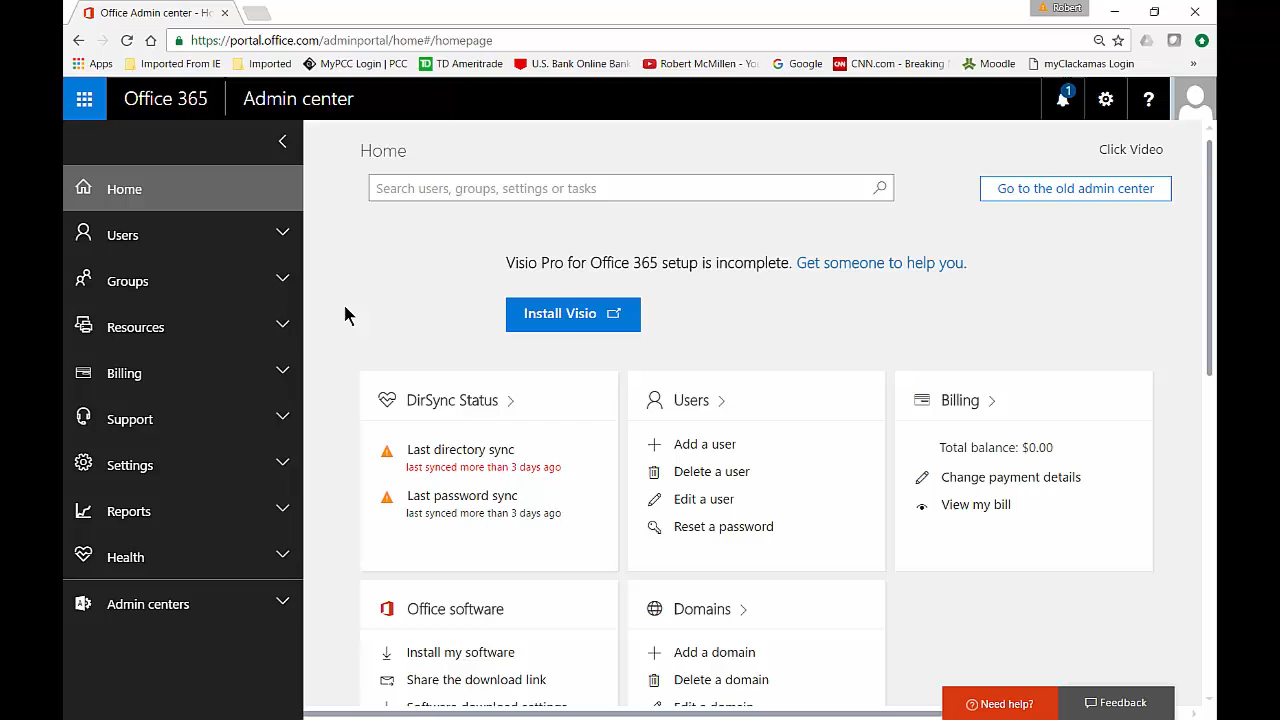 Office Admin center - Ho
Robert
https://portal.office.com/adminportal/home#/homepage
Apps Imported From IE Imported MyPCC Login | PCC TD Ameritrade U.S. Bank Online Bank Robert McMillen - Yo Google CNN.com - Breaking Moodle myClackamas Login »
Office 365 Admin center 1 ?
Home
Click Video
Search users, groups, settings or tasks
Go to the old admin center
Visio Pro for Office 365 setup is incomplete. Get someone to help you.
Install Visio
Home
Users
Groups
Resources
Billing
Support
Settings
Reports
Health
Admin centers
DirSync Status
Last directory sync
last synced more than 3 days ago
Last password sync
last synced more than 3 days ago
Users
Add a user
Delete a user
Edit a user
Reset a password
Billing
Total balance: $0.00
Change payment details
View my bill
Office software
Install my software
Share the download link
Software download settings
Domains
Add a domain
Delete a domain
Edit a domain
Need help?
Feedback